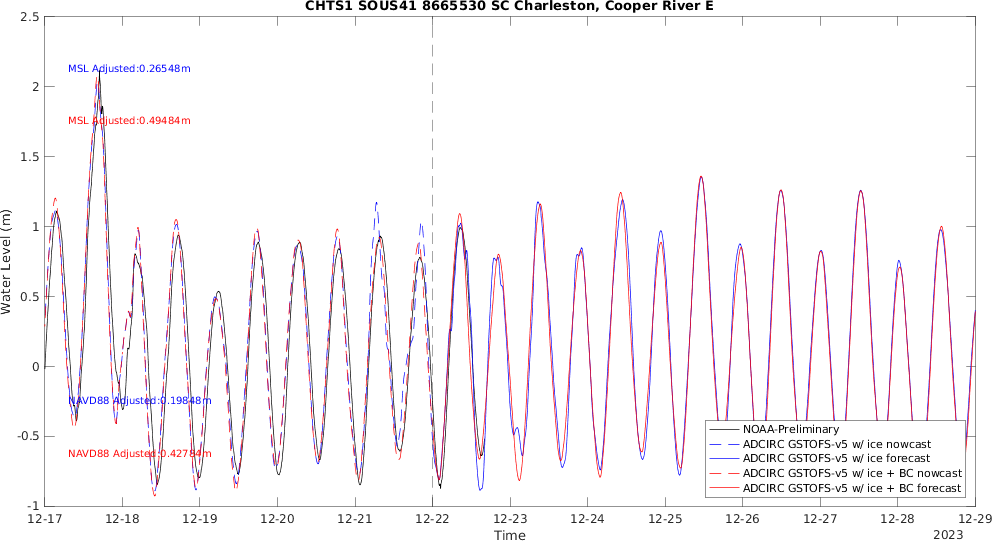 CHTS1 SOUS41 8665530 SC Charleston, Cooper River E
2.5
2
1.5
1
0.5
0
-0.5
-1
Water Level (m)
MSL Adjusted:0.26548m
MSL Adjusted:0.49484m
NAVD88 Adjusted:0.19848m
NAVD88 Adjusted:0.42784m
NOAA-Preliminary
ADCIRC GSTOFS-v5 w/ ice nowcast
ADCIRC GSTOFS-v5 w/ ice forecast
ADCIRC GSTOFS-v5 w/ ice + BC nowcast
ADCIRC GSTOFS-v5 w/ ice + BC forecast
12-17 12-18 12-19 12-20 12-21 12-22 12-23 12-24 12-25 12-26 12-27 12-28 12-29
Time
2023